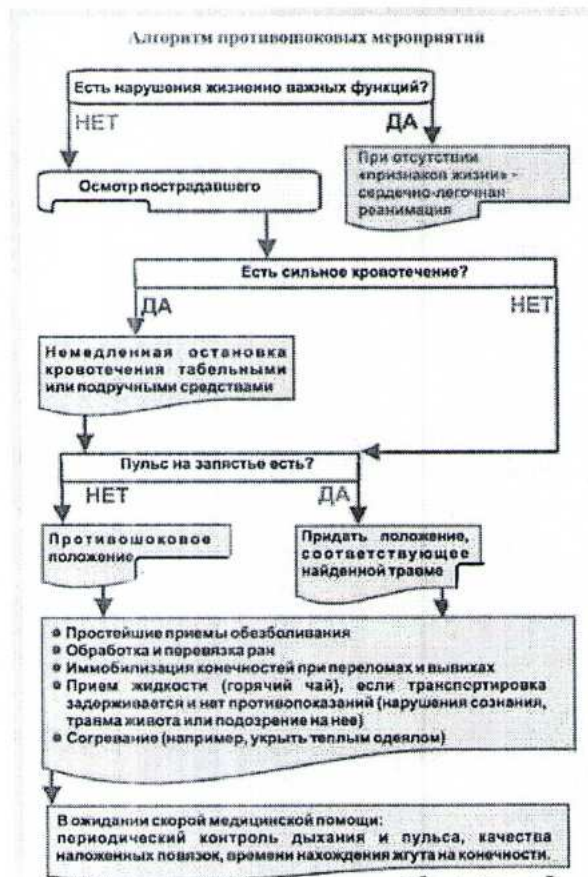 Алгоритм противошоковых мероприятий
Есть нарушения жизненно важных функций?
НЕТ
ДА
При отсутствии
«признаков жизни» -
сердечно-легочная
реанимация
Осмотр пострадавшего
Есть сильное кровотечение?
ДА
НЕТ
Немедленная остановка
кровотечения табельными
или подручными средствами
Пульс на запястье есть?
НЕТ
ДА
Противошоковое
положение
Придать положение,
соответствующее
найденной травме
Простейшие приемы обезболивания
Обработка и перевязка ран
Иммобилизация конечностей при переломах и вывихах
Прием жидкости (горячий чай), если транспортировка
задерживается и нет противопоказаний (нарушения сознания,
травма живота или подозрение на нее)
Согревание (например, укрыть теплым одеялом)
В ожидании скорой медицинской помощи:
периодический контроль дыхания и пульса, качества
наложенных повязок, времени нахождения жгута на конечности.